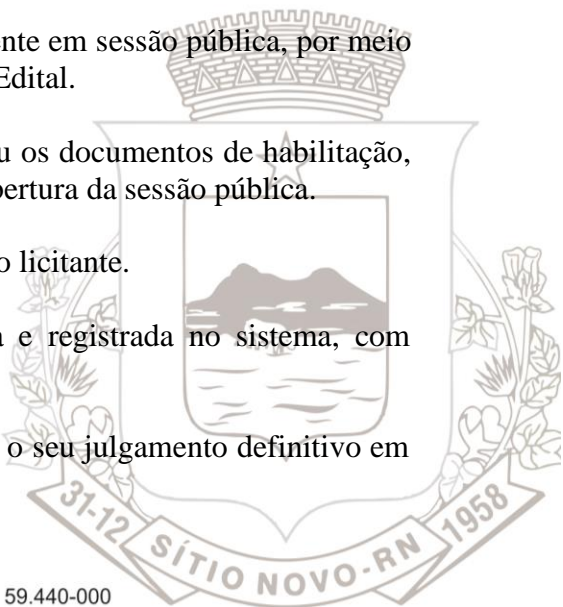 ente em sessão pública, por meio
Edital.
u os documentos de habilitação,
bertura da sessão pública.
o licitante.
a e registrada no sistema, com
o seu julgamento definitivo em
31-12 SÍTIO NOVO-RN 1958
59.440-000